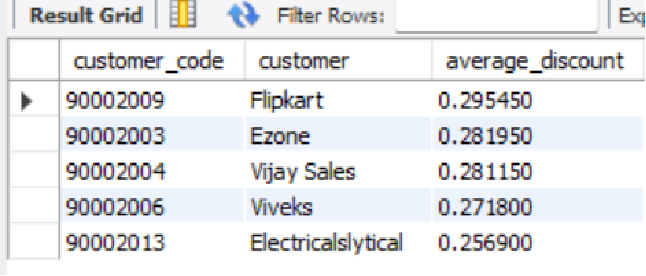 Result Grid Filter Rows: Exp
customer_code customer average_discount
90002009 Flipkart 0.295450
90002003 Ezone 0.281950
90002004 Vijay Sales 0.281150
90002006 Viveks 0.271800
90002013 Electricalslytical 0.256900